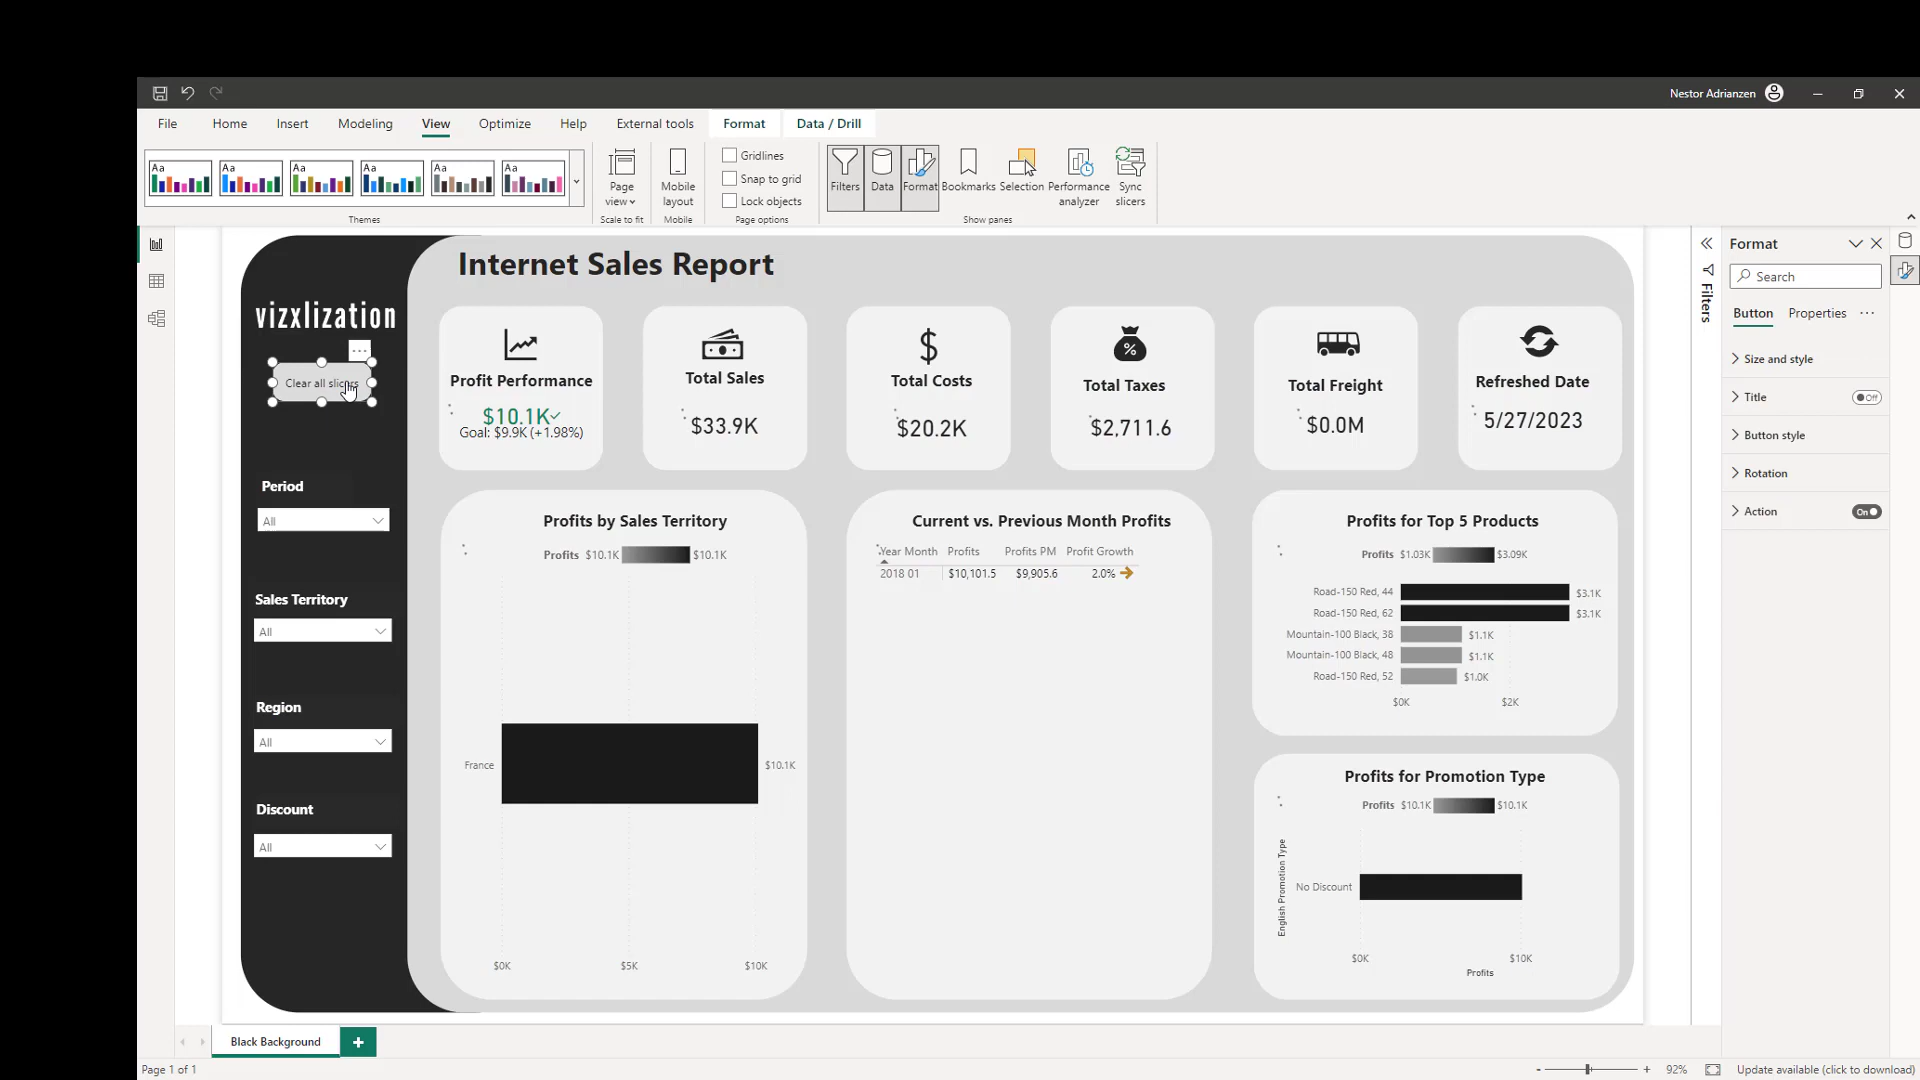 Nestor Adrianzen
File Home Insert Modeling View Optimize Help External tools Format Data / Drill
Aa Aa Aa Aa Aa Aa
Page view
Mobile layout
Gridlines
Snap to grid
Lock objects
Filters Data Format Bookmarks Selection Performance analyzer Sync slicers
Themes Scale to fit Mobile Page options Show panes
vizxlization
Clear all slicers
Period
All
Sales Territory
All
Region
All
Discount
All
Internet Sales Report
Profit Performance
$10.1K
Goal: $9.9K (+1.98%)
Total Sales
$33.9K
$
Total Costs
$20.2K
%
Total Taxes
$2,711.6
Total Freight
$0.0M
Refreshed Date
5/27/2023
Profits by Sales Territory
Profits $10.1K $10.1K
France $10.1K
$0K $5K $10K
Current vs. Previous Month Profits
Year Month Profits Profits PM Profit Growth
2018 01 $10,101.5 $9,905.6 2.0%
Profits for Top 5 Products
Profits $1.03K $3.09K
Road-150 Red, 44 $3.1K
Road-150 Red, 62 $3.1K
Mountain-100 Black, 38 $1.1K
Mountain-100 Black, 48 $1.1K
Road-150 Red, 52 $1.0K
$0K $2K
Profits for Promotion Type
Profits $10.1K $10.1K
English Promotion Type
No Discount
$0K $10K
Profits
Filters
Format
Search
Button Properties
Size and style
Title Off
Button style
Rotation
Action On
Black Background
Page 1 of 1
- + 92% Update available (click to download)